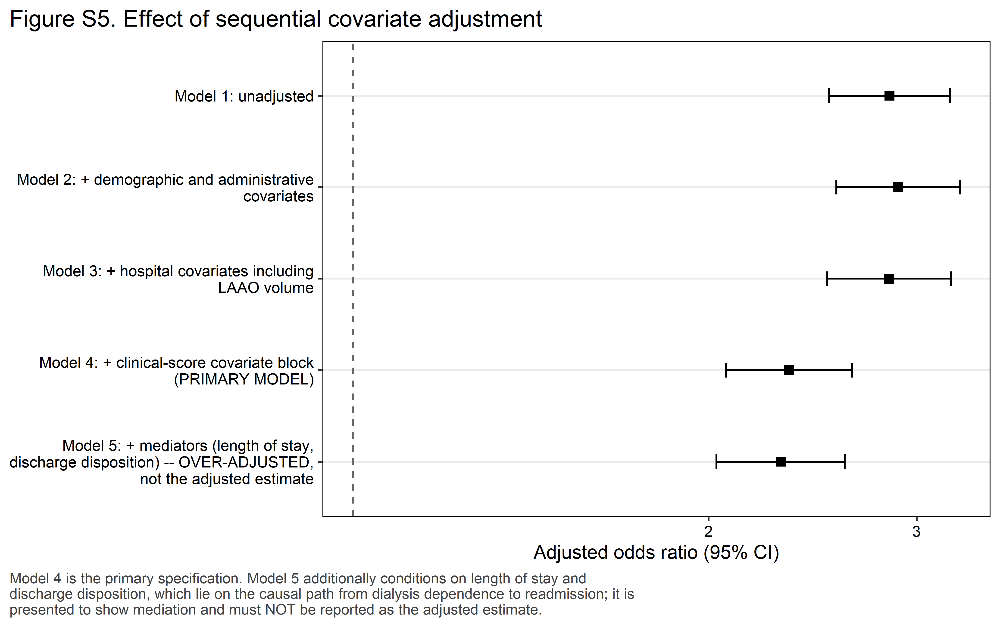 Figure S5. Effect of sequential covariate adjustment
Model 1: unadjusted
Model 2: + demographic and administrative
covariates
Model 3: + hospital covariates including
LAAO volume
Model 4: + clinical-score covariate block
(PRIMARY MODEL)
Model 5: + mediators (length of stay,
discharge disposition) -- OVER-ADJUSTED,
not the adjusted estimate
2 3
Adjusted odds ratio (95% CI)
Model 4 is the primary specification. Model 5 additionally conditions on length of stay and
discharge disposition, which lie on the causal path from dialysis dependence to readmission; it is
presented to show mediation and must NOT be reported as the adjusted estimate.